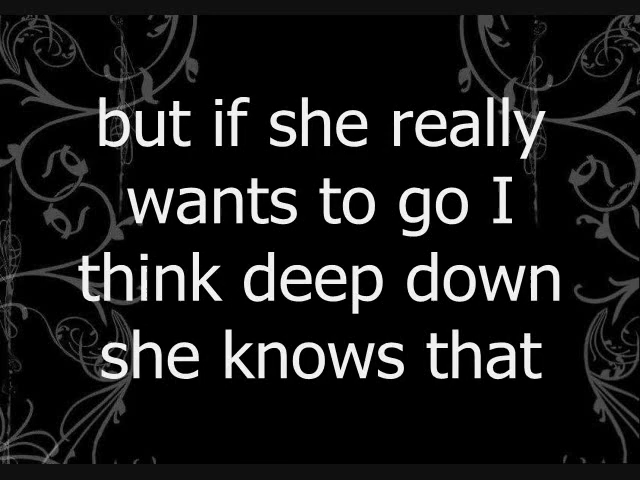 but if she really
wants to go I
think deep down
she knows that